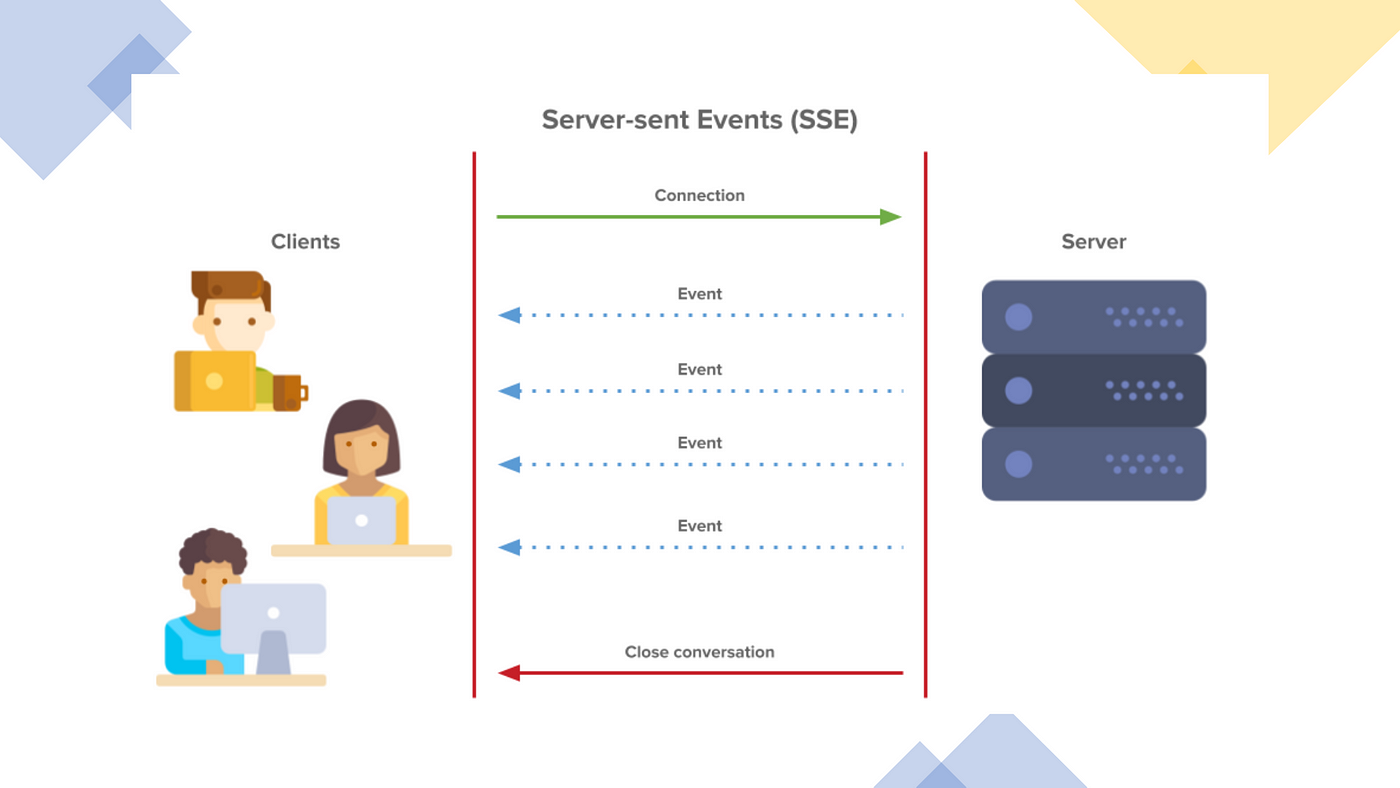 Server-sent Events (SSE)
Connection
Clients
Server
Event
Event
Event
Event
Close conversation